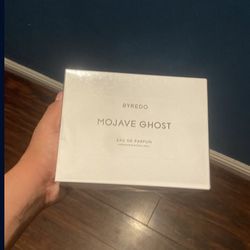 BYREDO
MOJAVE GHOST
EAU DE PARFUM